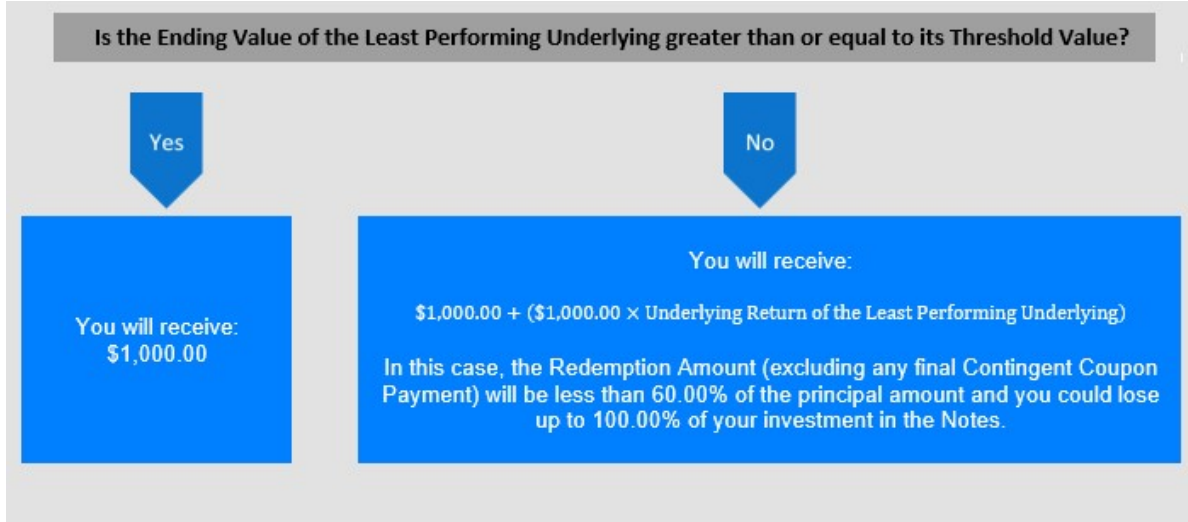 Is the Ending Value of the Least Performing Underlying greater than or equal to its Threshold Value?
Yes
No
You will receive:
$1,000.00
You will receive:
$1,000.00 + ($1,000.00 × Underlying Return of the Least Performing Underlying)
In this case, the Redemption Amount (excluding any final Contingent Coupon
Payment) will be less than 60.00% of the principal amount and you could lose
up to 100.00% of your investment in the Notes.